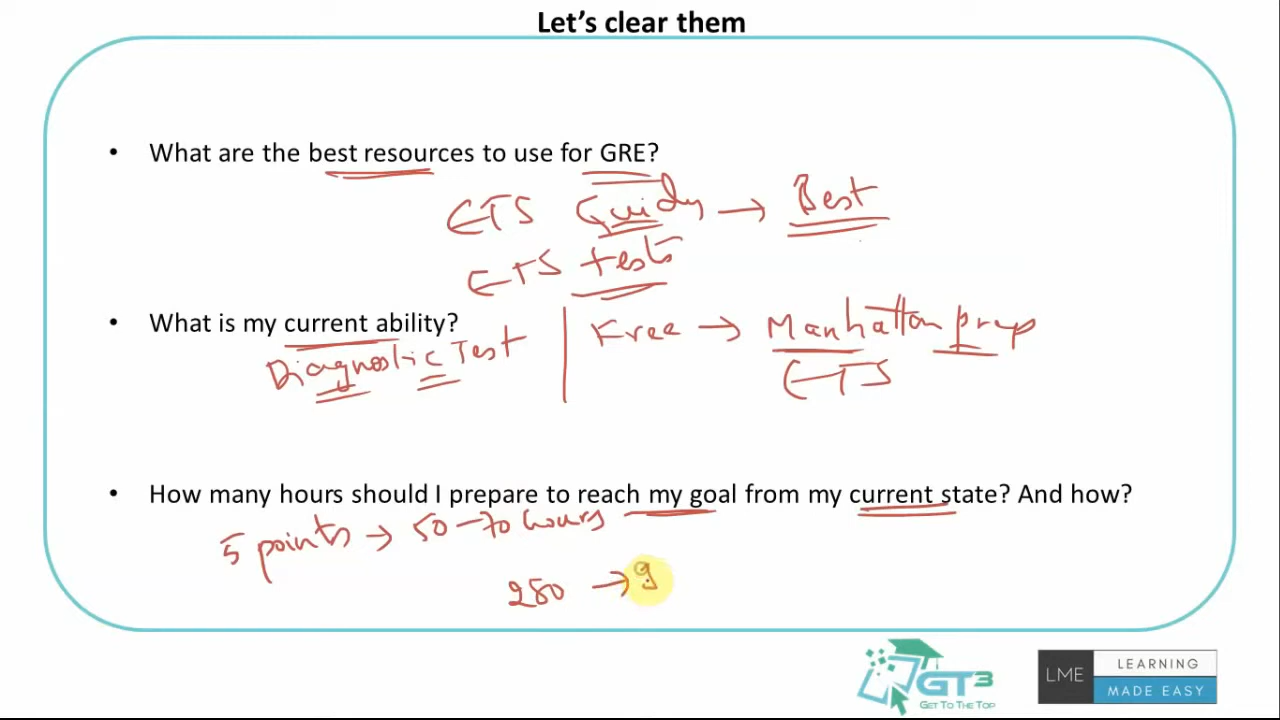 Let's clear them
• What are the best resources to use for GRE?
ETS Guides → Best
ETS tests
• What is my current ability?
Diagnostic Test
Free → Manhattan prep
ETS
• How many hours should I prepare to reach my goal from my current state? And how?
5 points → 50-70 hours
280 →
GT3
GET TO THE TOP
LME
LEARNING
MADE EASY